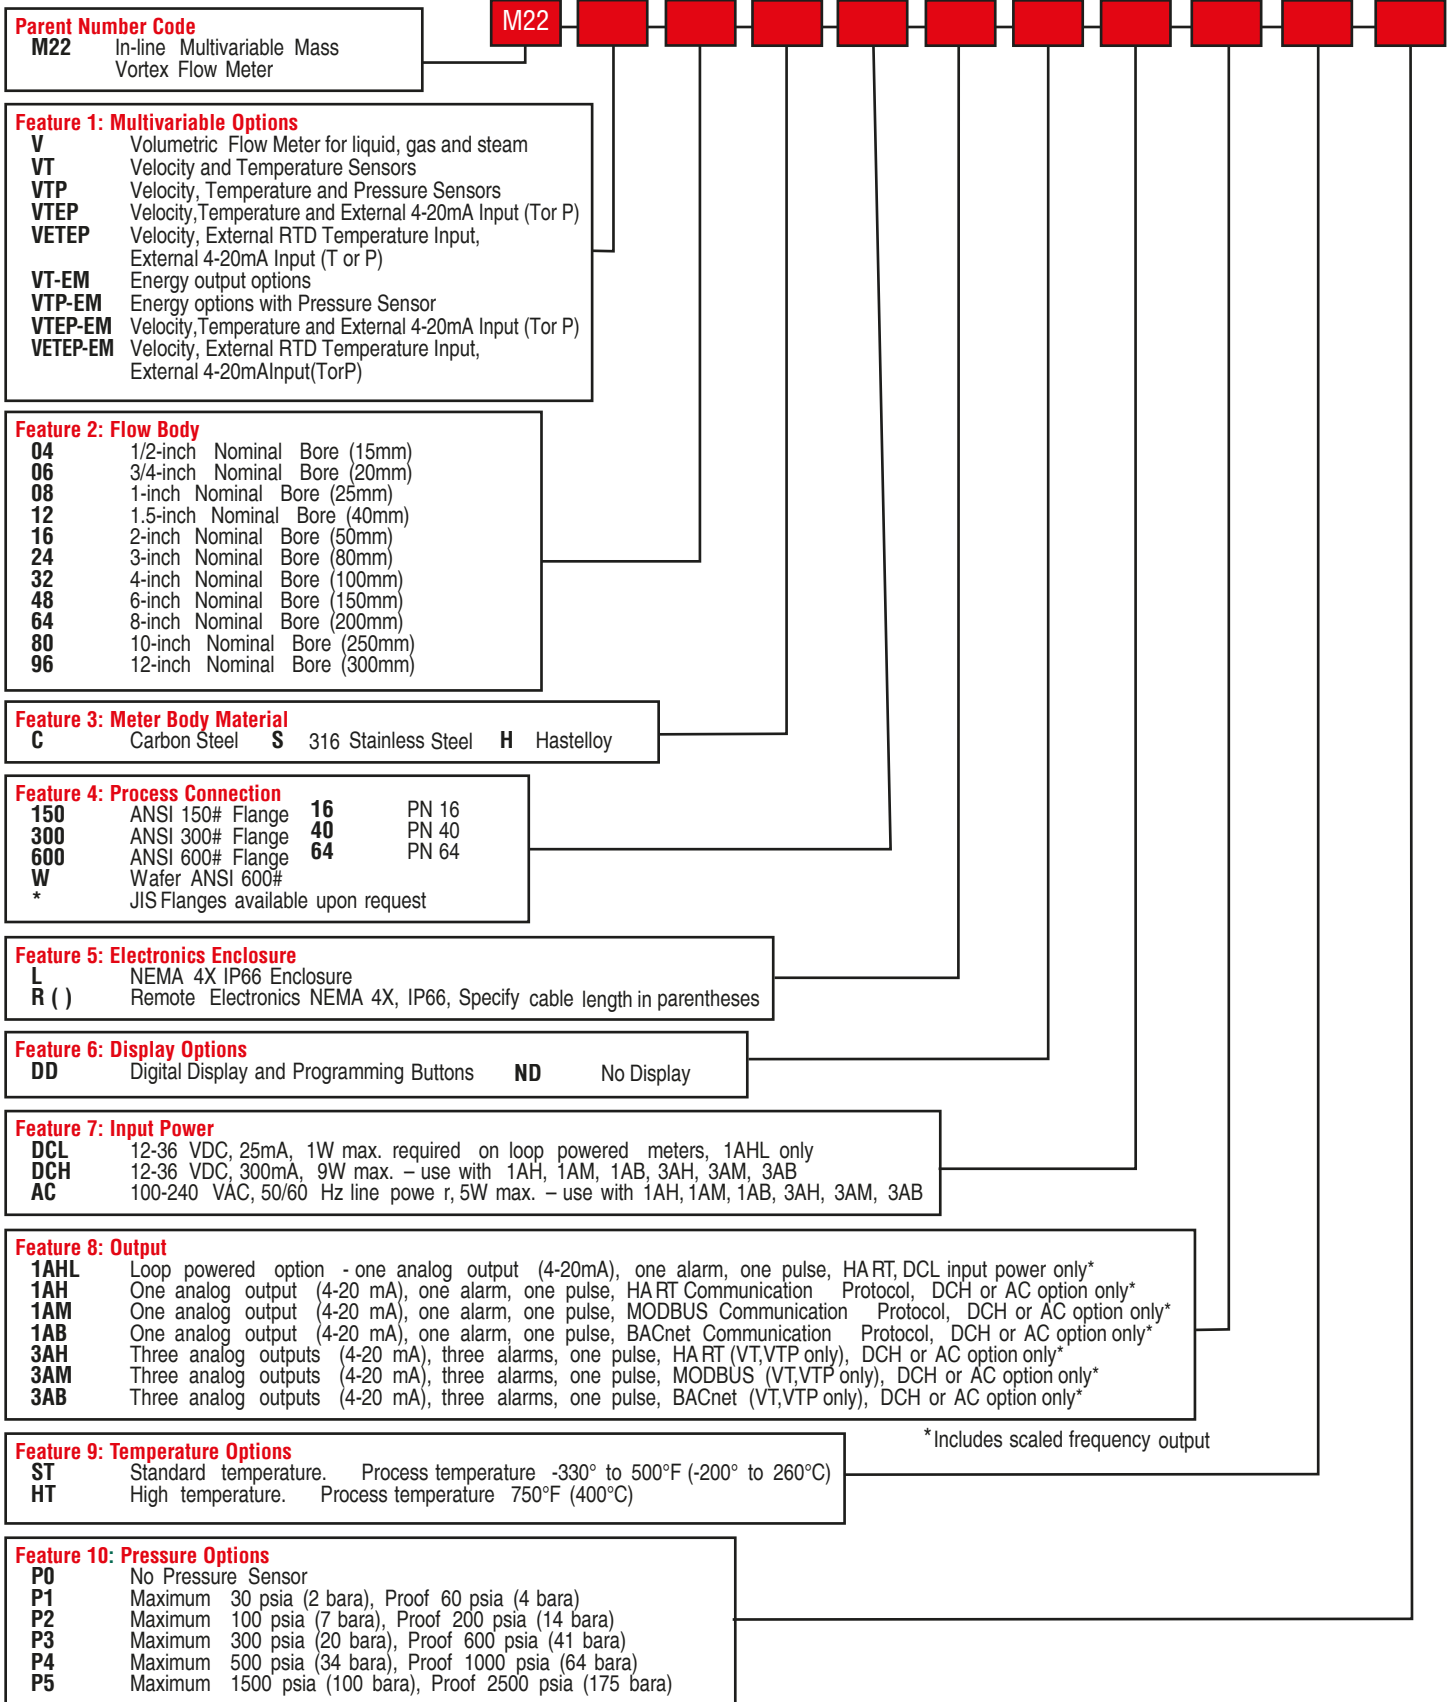 M22
Parent Number Code
M22 In-line Multivariable Mass
Vortex Flow Meter
Feature 1: Multivariable Options
V Volumetric Flow Meter for liquid, gas and steam
VT Velocity and Temperature Sensors
VTP Velocity, Temperature and Pressure Sensors
VTEP Velocity,Temperature and External 4-20mA Input (Tor P)
VETEP Velocity, External RTD Temperature Input,
External 4-20mA Input (T or P)
VT-EM Energy output options
VTP-EM Energy options with Pressure Sensor
VTEP-EM Velocity,Temperature and External 4-20mA Input (Tor P)
VETEP-EM Velocity, External RTD Temperature Input,
External 4-20mAInput(TorP)
Feature 2: Flow Body
04 1/2-inch Nominal Bore (15mm)
06 3/4-inch Nominal Bore (20mm)
08 1-inch Nominal Bore (25mm)
12 1.5-inch Nominal Bore (40mm)
16 2-inch Nominal Bore (50mm)
24 3-inch Nominal Bore (80mm)
32 4-inch Nominal Bore (100mm)
48 6-inch Nominal Bore (150mm)
64 8-inch Nominal Bore (200mm)
80 10-inch Nominal Bore (250mm)
96 12-inch Nominal Bore (300mm)
Feature 3: Meter Body Material
C Carbon Steel S 316 Stainless Steel H Hastelloy
Feature 4: Process Connection
150 ANSI 150# Flange 16 PN 16
300 ANSI 300# Flange 40 PN 40
600 ANSI 600# Flange 64 PN 64
W Wafer ANSI 600#
* JIS Flanges available upon request
Feature 5: Electronics Enclosure
L NEMA 4X IP66 Enclosure
R ( ) Remote Electronics NEMA 4X, IP66, Specify cable length in parentheses
Feature 6: Display Options
DD Digital Display and Programming Buttons ND No Display
Feature 7: Input Power
DCL 12-36 VDC, 25mA, 1W max. required on loop powered meters, 1AHL only
DCH 12-36 VDC, 300mA, 9W max. – use with 1AH, 1AM, 1AB, 3AH, 3AM, 3AB
AC 100-240 VAC, 50/60 Hz line powe r, 5W max. – use with 1AH, 1AM, 1AB, 3AH, 3AM, 3AB
Feature 8: Output
1AHL Loop powered option - one analog output (4-20mA), one alarm, one pulse, HART, DCL input power only*
1AH One analog output (4-20 mA), one alarm, one pulse, HART Communication Protocol, DCH or AC option only*
1AM One analog output (4-20 mA), one alarm, one pulse, MODBUS Communication Protocol, DCH or AC option only*
1AB One analog output (4-20 mA), one alarm, one pulse, BACnet Communication Protocol, DCH or AC option only*
3AH Three analog outputs (4-20 mA), three alarms, one pulse, HART (VT,VTP only), DCH or AC option only*
3AM Three analog outputs (4-20 mA), three alarms, one pulse, MODBUS (VT,VTP only), DCH or AC option only*
3AB Three analog outputs (4-20 mA), three alarms, one pulse, BACnet (VT,VTP only), DCH or AC option only*
*Includes scaled frequency output
Feature 9: Temperature Options
ST Standard temperature. Process temperature -330° to 500°F (-200° to 260°C)
HT High temperature. Process temperature 750°F (400°C)
Feature 10: Pressure Options
P0 No Pressure Sensor
P1 Maximum 30 psia (2 bara), Proof 60 psia (4 bara)
P2 Maximum 100 psia (7 bara), Proof 200 psia (14 bara)
P3 Maximum 300 psia (20 bara), Proof 600 psia (41 bara)
P4 Maximum 500 psia (34 bara), Proof 1000 psia (64 bara)
P5 Maximum 1500 psia (100 bara), Proof 2500 psia (175 bara)